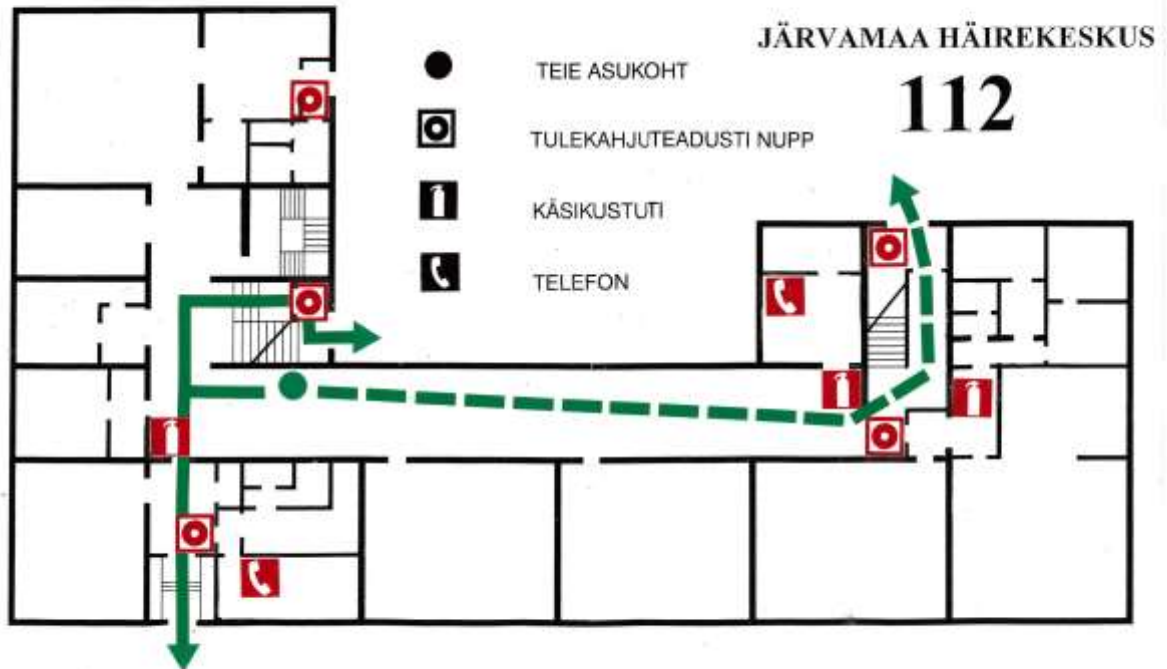 JÄRVAMAA HÄIREKESKUS
112
TEIE ASUKOHT
TULEKAHJUTEADUSTI NUPP
KÄSIKUSTUTI
TELEFON